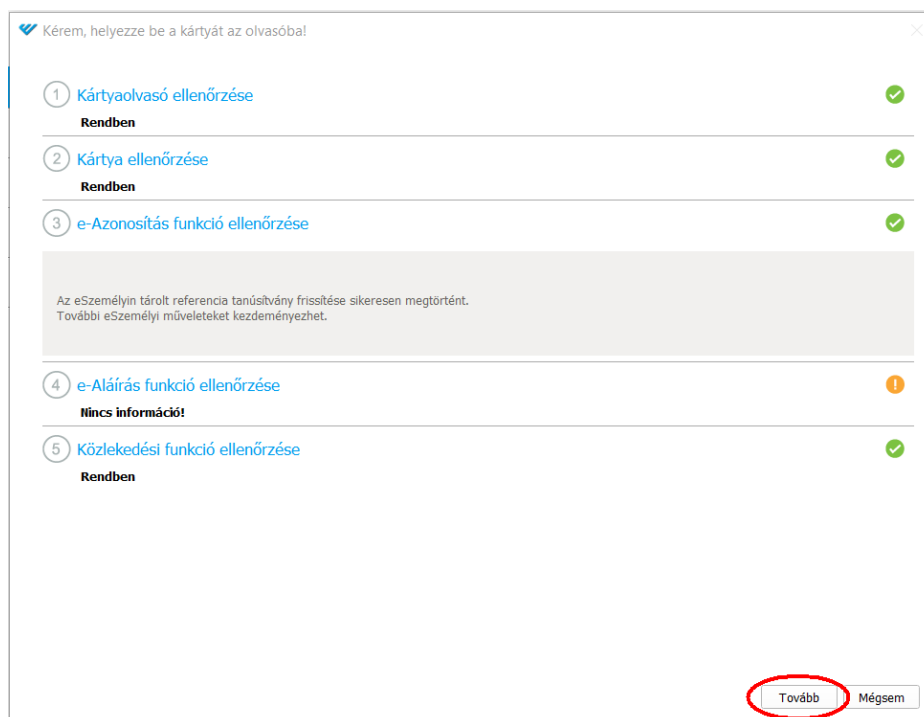 Kérem, helyezze be a kártyát az olvasóba!
1 Kártyaolvasó ellenőrzése
Rendben
2 Kártya ellenőrzése
Rendben
3 e-Azonosítás funkció ellenőrzése
Az eSzemélyin tárolt referencia tanúsítvány frissítése sikeresen megtörtént.
További eSzemélyi műveleteket kezdeményezhet.
4 e-Aláírás funkció ellenőrzése
Nincs információ!
5 Közlekedési funkció ellenőrzése
Rendben
Tovább Mégsem